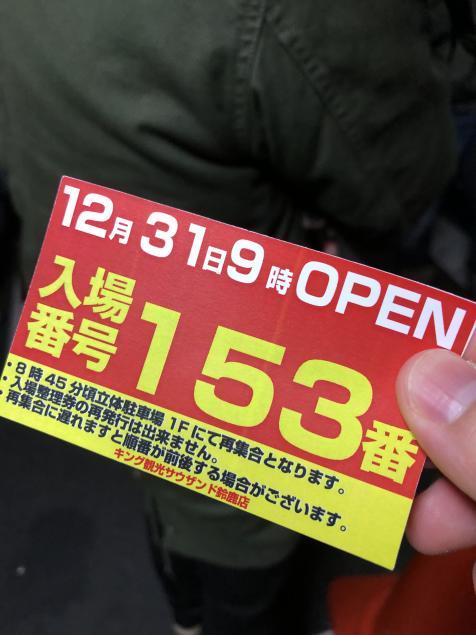 12月31日9時OPEN
入場
番号153番
・8時45分頃立体駐車場1Fにて再集合となります。
・入場整理券の再発行は出来ません。
・再集合に遅れますと順番が前後する場合がございます。
キング観光サウザンド鈴鹿店